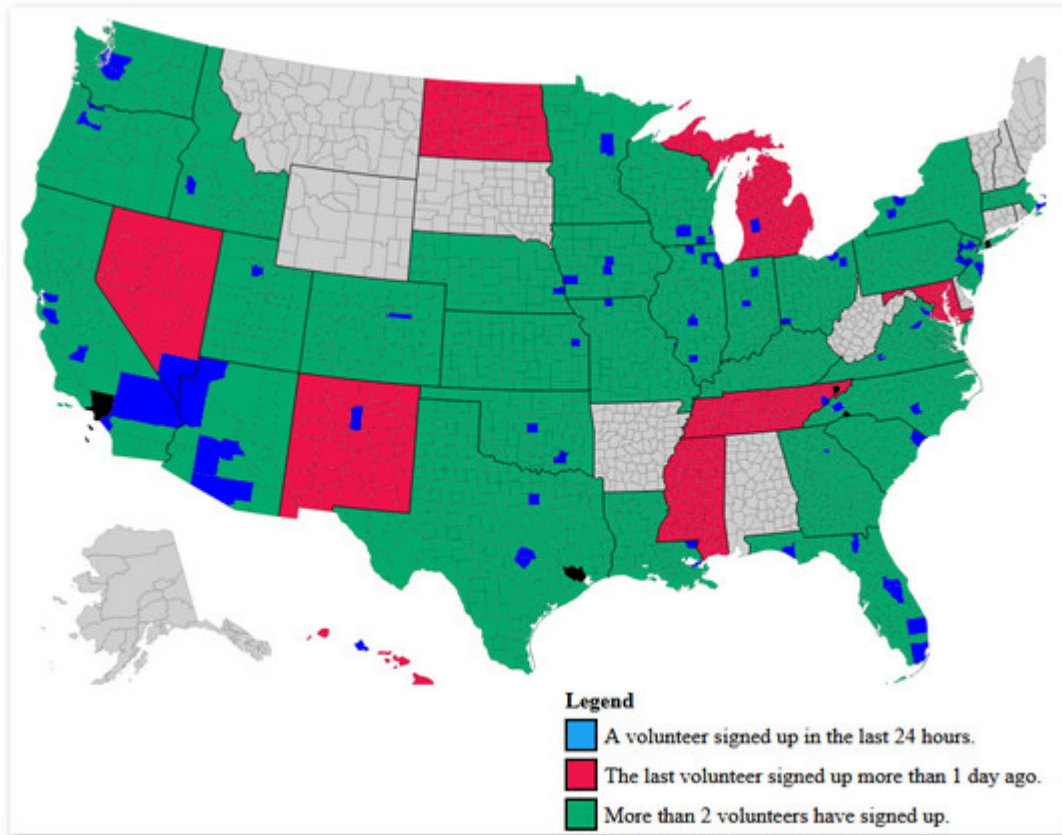 Legend
A volunteer signed up in the last 24 hours.
The last volunteer signed up more than 1 day ago.
More than 2 volunteers have signed up.